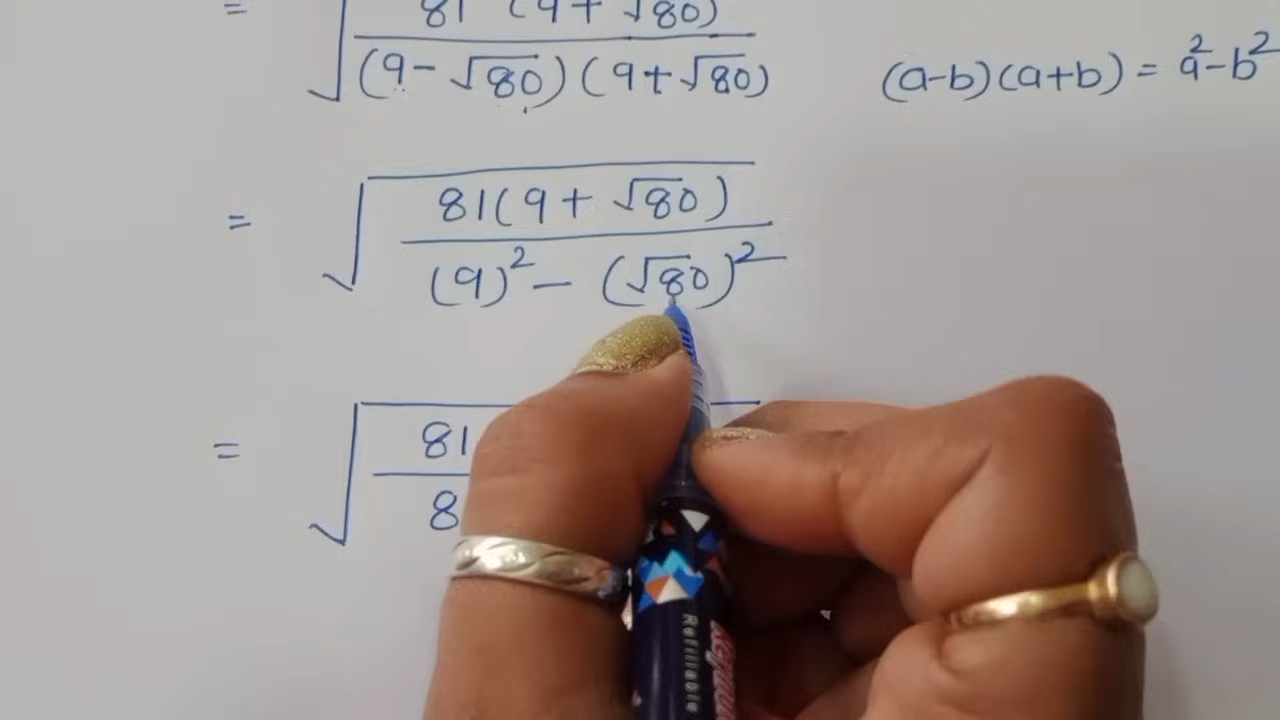 = √(81 (9+√80) / (9-√80)(9+√80))
(a-b)(a+b) = a²-b²
= √(81(9+√80) / (9)²-(√80)²)
= √(81 / 8
Refillable